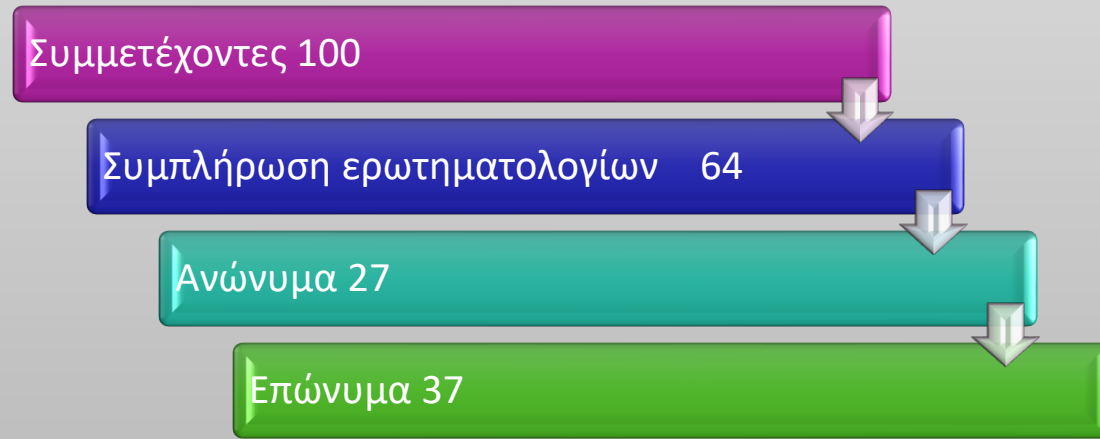 Συμμετέχοντες 100
Συμπλήρωση ερωτηματολογίων 64
Ανώνυμα 27
Επώνυμα 37